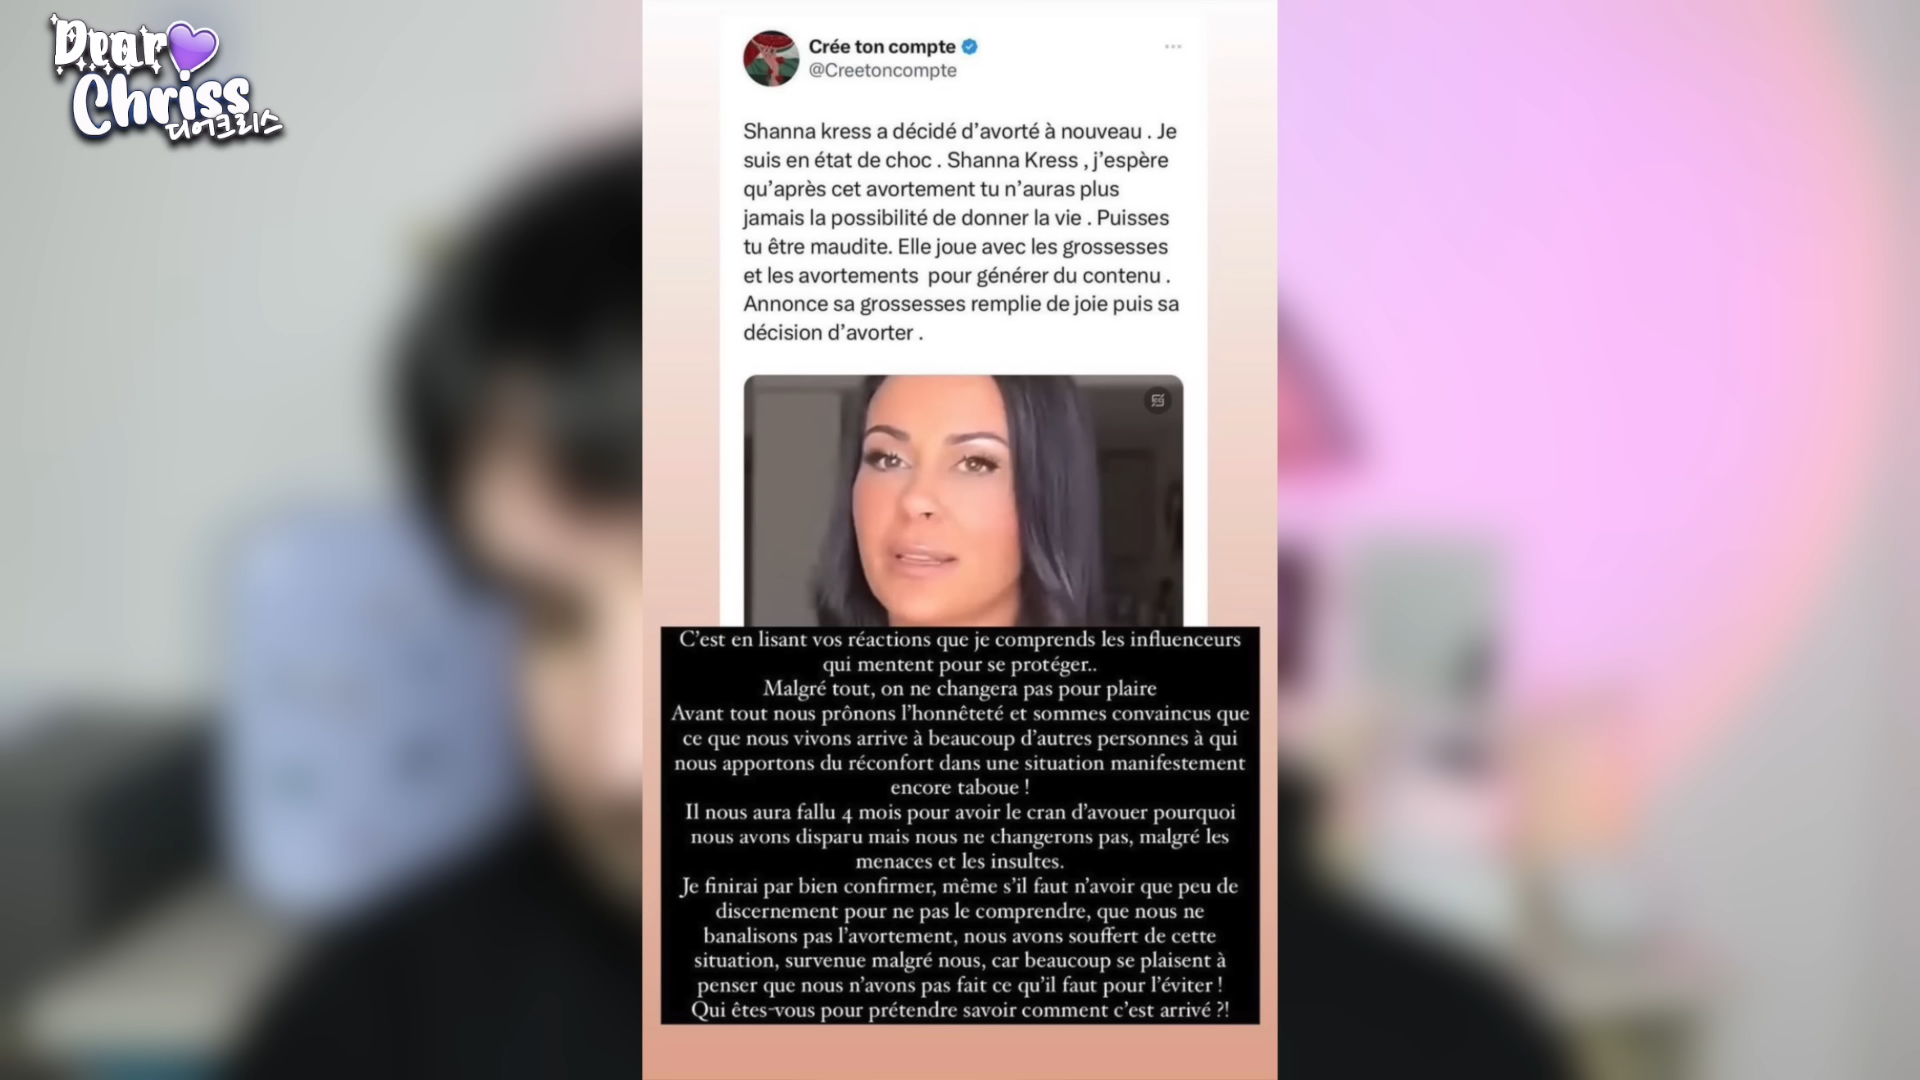 Dear
Chriss
디어크리스
Crée ton compte
@Creetoncompte
Shanna kress a décidé d’avorté à nouveau . Je
suis en état de choc . Shanna Kress , j’espère
qu’après cet avortement tu n’auras plus
jamais la possibilité de donner la vie . Puisses
tu être maudite. Elle joue avec les grossesses
et les avortements  pour générer du contenu .
Annonce sa grossesses remplie de joie puis sa
décision d’avorter .
C’est en lisant vos réactions que je comprends les influenceurs
qui mentent pour se protéger..
Malgré tout, on ne changera pas pour plaire
Avant tout nous prônons l’honnêteté et sommes convaincus que
ce que nous vivons arrive à beaucoup d’autres personnes à qui
nous apportons du réconfort dans une situation manifestement
encore taboue !
Il nous aura fallu 4 mois pour avoir le cran d’avouer pourquoi
nous avons disparu mais nous ne changerons pas, malgré les
menaces et les insultes.
Je finirai par bien confirmer, même s’il faut n’avoir que peu de
discernement pour ne pas le comprendre, que nous ne
banalisons pas l’avortement, nous avons souffert de cette
situation, survenue malgré nous, car beaucoup se plaisent à
penser que nous n’avons pas fait ce qu’il faut pour l’éviter !
Qui êtes-vous pour prétendre savoir comment c’est arrivé ?!